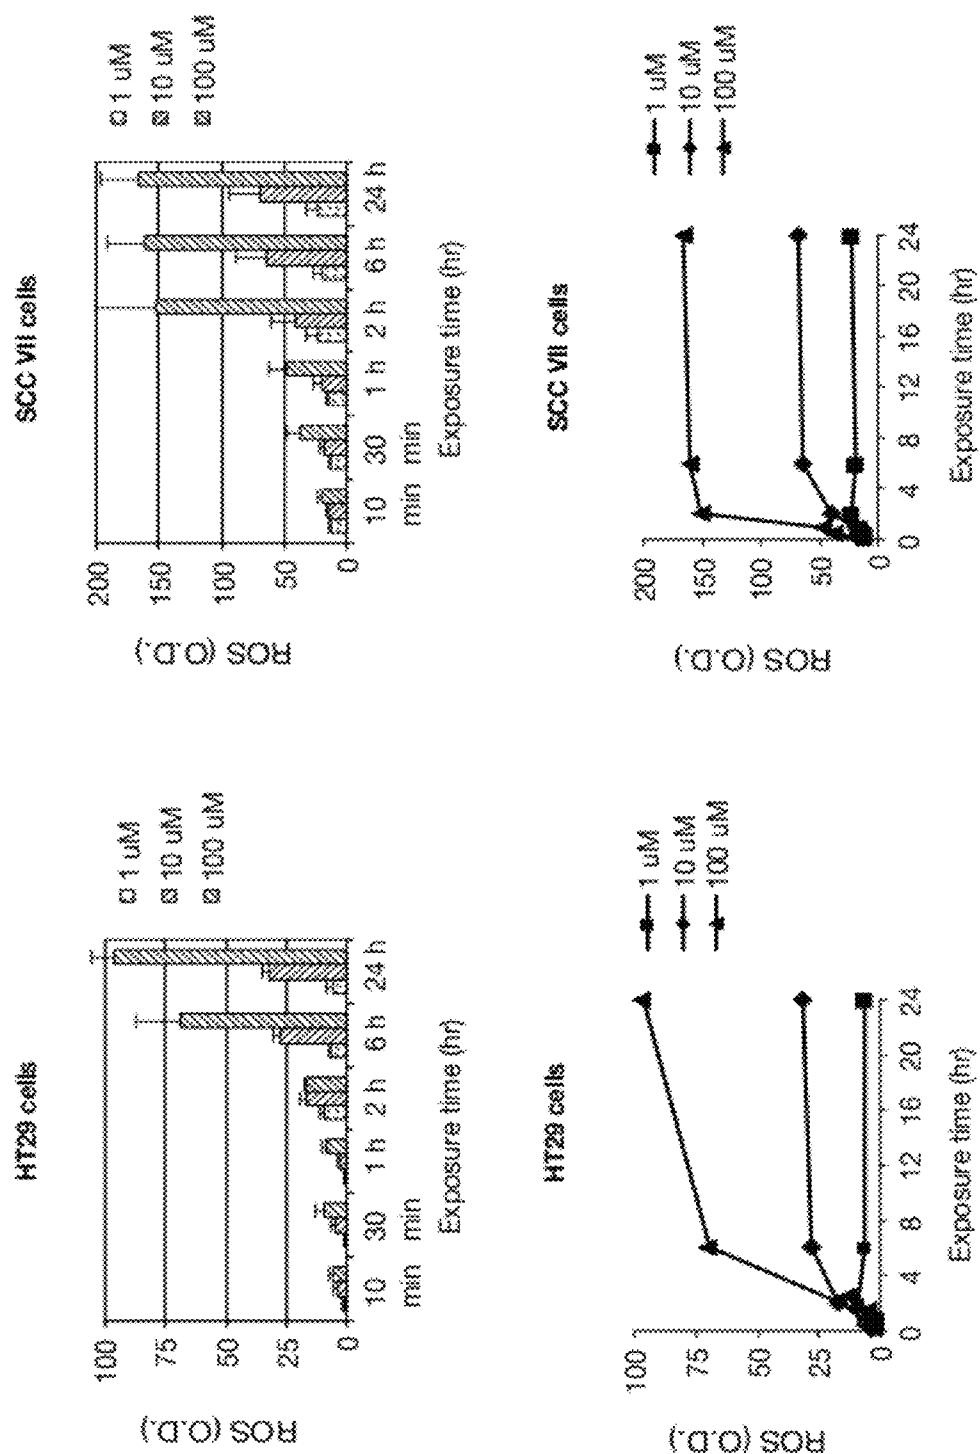 HT29 cells
ROS (O.D.)
100
75
50
25
0
10 min
30 min
1 h
2 h
6 h
24 h
Exposure time (hr)
1 uM
10 uM
100 uM
SCC VII cells
ROS (O.D.)
200
150
100
50
0
10 min
30 min
1 h
2 h
6 h
24 h
Exposure time (hr)
1 uM
10 uM
100 uM
HT29 cells
ROS (O.D.)
100
75
50
25
0
0 4 8 12 16 20 24
Exposure time (hr)
1 uM
10 uM
100 uM
SCC VII cells
ROS (O.D.)
200
150
100
50
0
0 4 8 12 16 20 24
Exposure time (hr)
1 uM
10 uM
100 uM